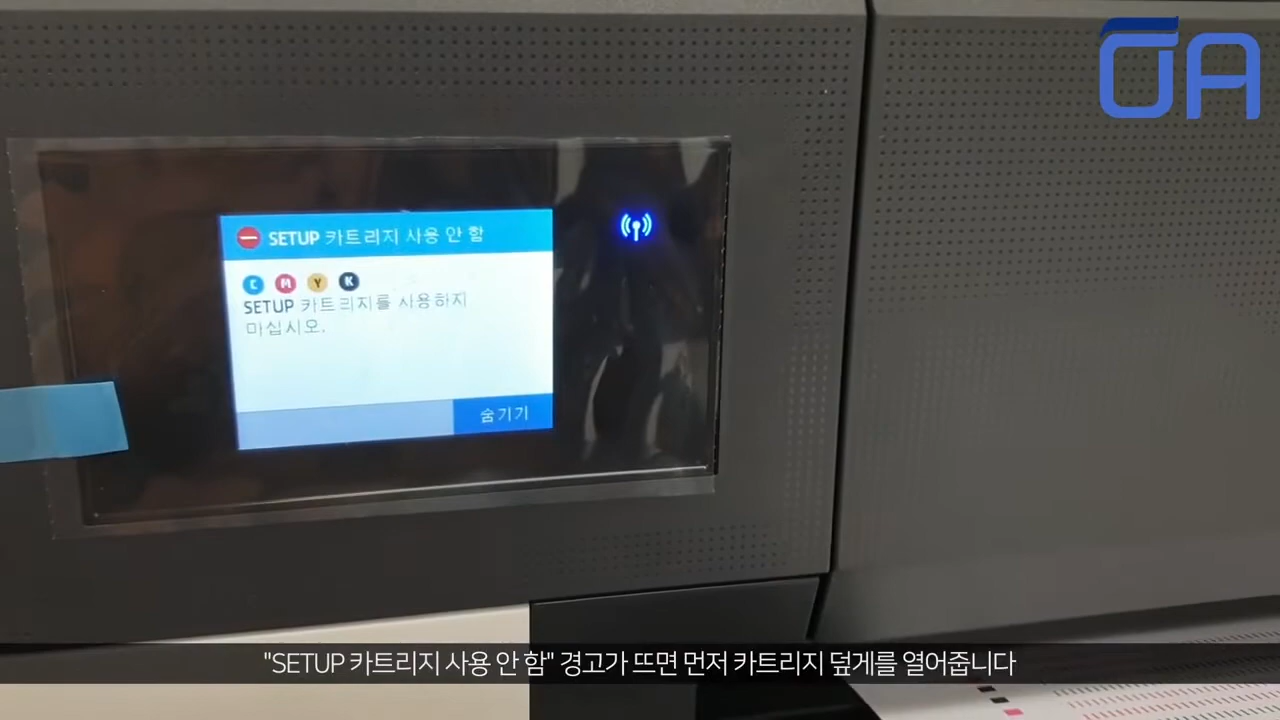 GA
SETUP 카트리지 사용 안 함
C M Y K
SETUP 카트리지를 사용하지
마십시오.
숨기기
"SETUP 카트리지 사용 안 함" 경고가 뜨면 먼저 카트리지 덮게를 열어줍니다